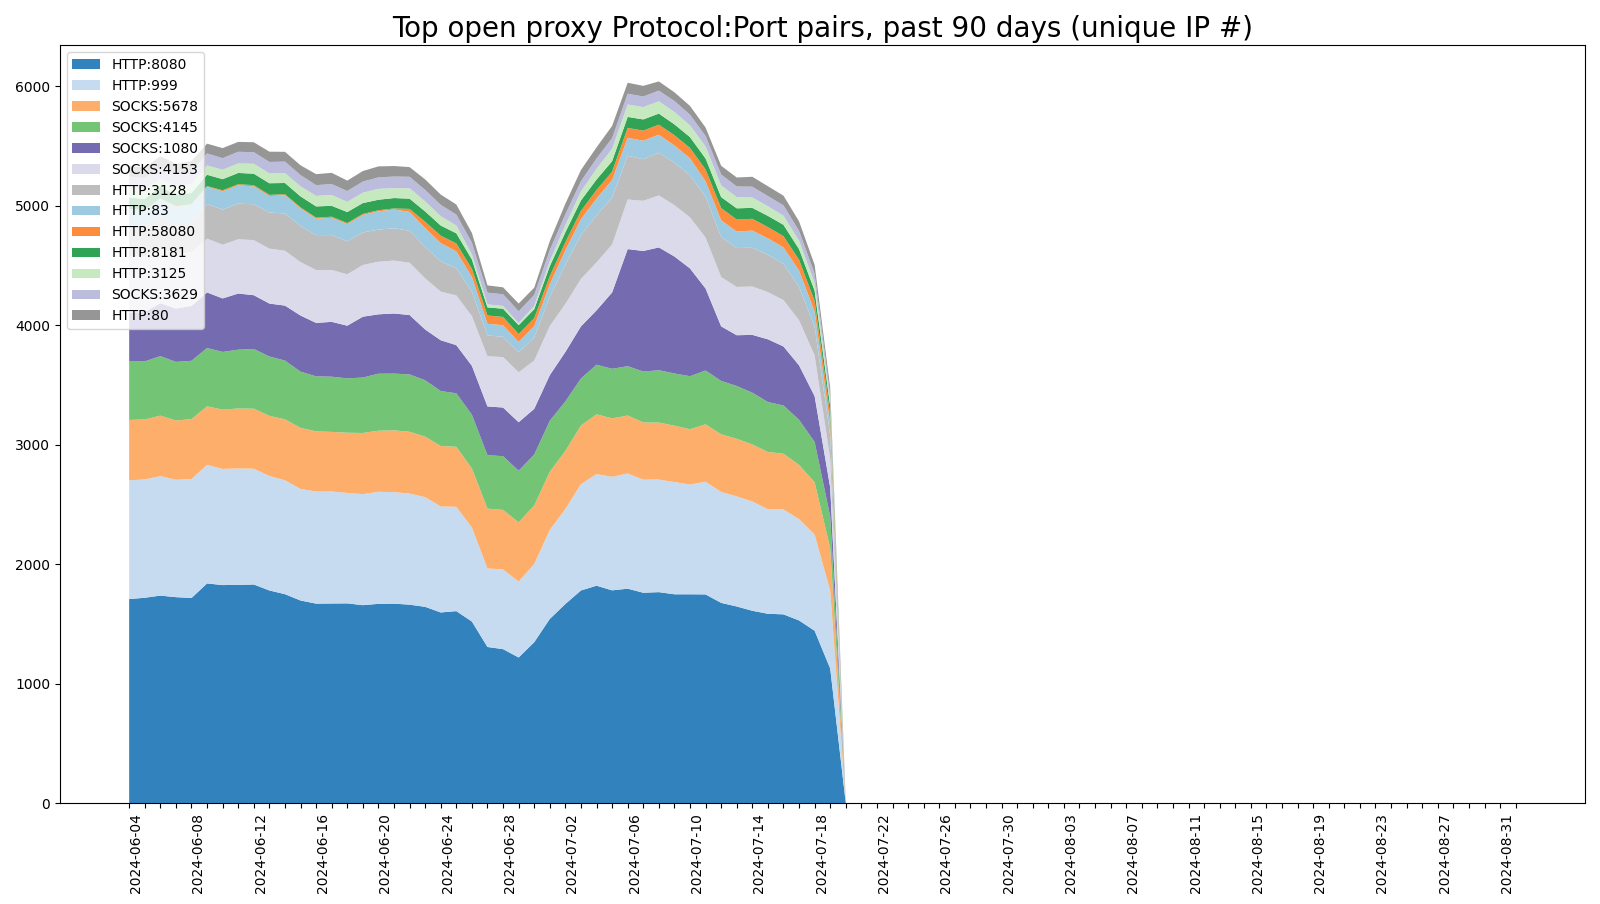 Top open proxy Protocol:Port pairs, past 90 days (unique IP #)
HTTP:8080
HTTP:999
SOCKS:5678
SOCKS:4145
SOCKS:1080
SOCKS:4153
HTTP:3128
HTTP:83
HTTP:58080
HTTP:8181
HTTP:3125
SOCKS:3629
HTTP:80
6000
5000
4000
3000
2000
1000
0
2024-06-04
2024-06-08
2024-06-12
2024-06-16
2024-06-20
2024-06-24
2024-06-28
2024-07-02
2024-07-06
2024-07-10
2024-07-14
2024-07-18
2024-07-22
2024-07-26
2024-07-30
2024-08-03
2024-08-07
2024-08-11
2024-08-15
2024-08-19
2024-08-23
2024-08-27
2024-08-31